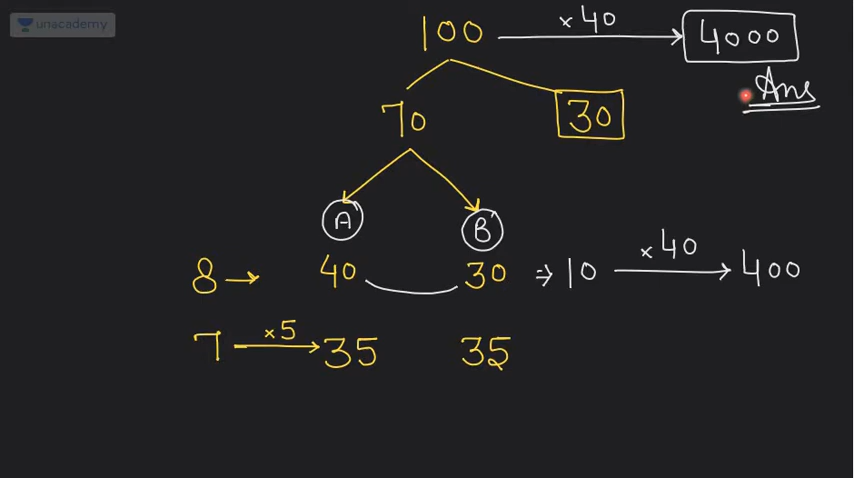 unacademy
100 ×40 → 4000
Ans
70 30
A B
8 → 40 30 ⇒ 10 ×40 → 400
7 ×5 → 35 35